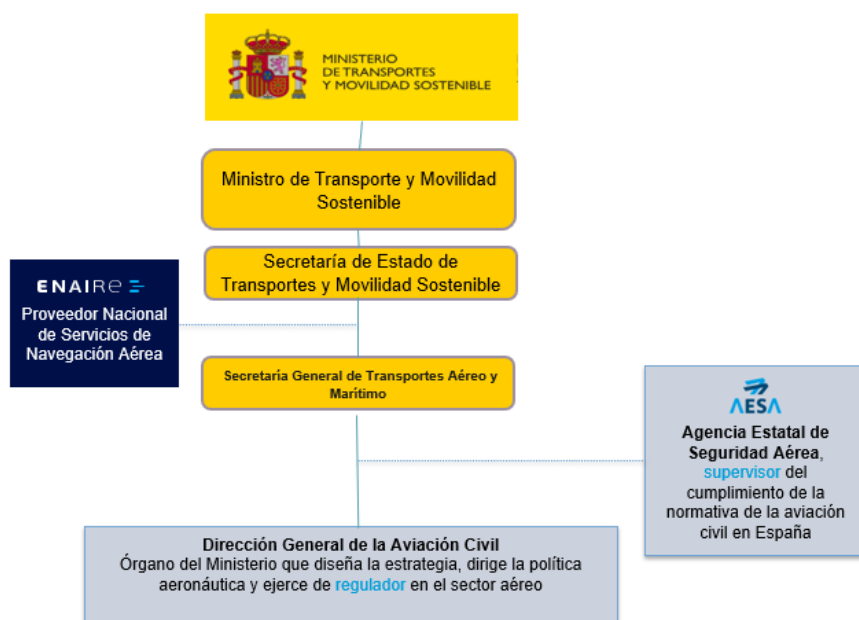 MINISTERIO
DE TRANSPORTES
Y MOVILIDAD SOSTENIBLE
Ministro de Transporte y Movilidad
Sostenible
Secretaría de Estado de
Transportes y Movilidad Sostenible
ENAIRe
Proveedor Nacional
de Servicios de
Navegación Aérea
Secretaría General de Transportes Aéreo y
Marítimo
AESA
Agencia Estatal de
Seguridad Aérea,
supervisor del
cumplimiento de la
normativa de la aviación
civil en España
Dirección General de la Aviación Civil
Órgano del Ministerio que diseña la estrategia, dirige la política
aeronáutica y ejerce de regulador en el sector aéreo